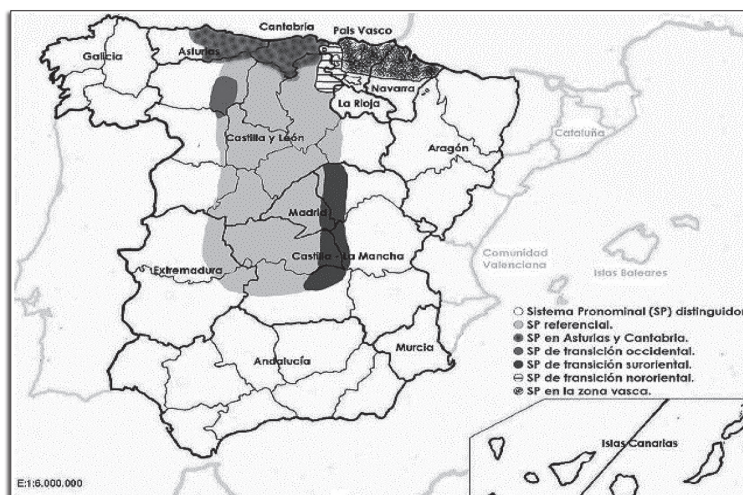 Cantabria
País Vasco
Galicia
Asturias
Navarra
La Rioja
Castilla y León
Aragón
Cataluña
Madrid
Castilla - La Mancha
Extremadura
Comunidad
Valenciana
Islas Baleares
Andalucía
Murcia
Sistema Pronominal (SP) distinguidor
SP referencial.
SP en Asturias y Cantabria.
SP de transición occidental.
SP de transición suroriental.
SP de transición nororiental.
SP en la zona vasca.
Islas Canarias
E:1:6.000.000